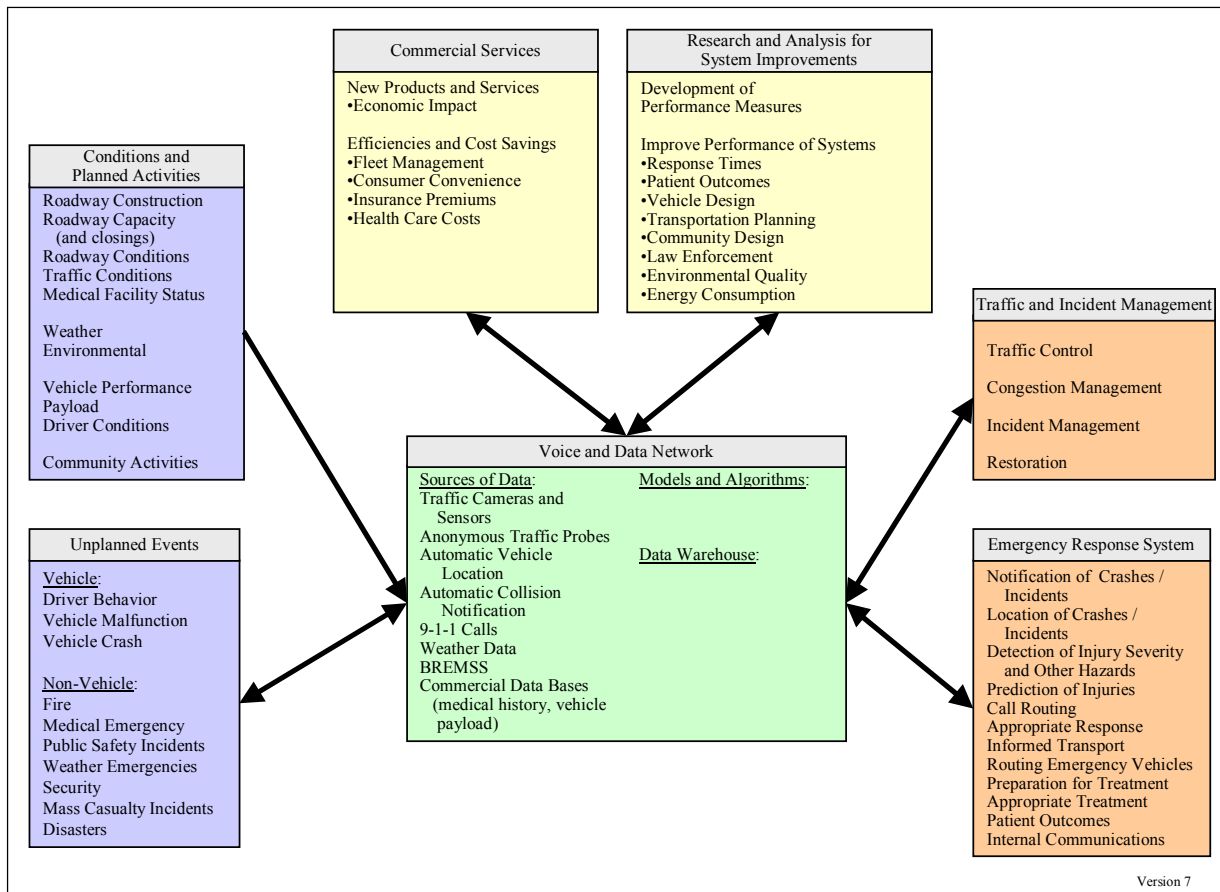 Commercial Services
New Products and Services
•Economic Impact
Efficiencies and Cost Savings
•Fleet Management
•Consumer Convenience
•Insurance Premiums
•Health Care Costs
Research and Analysis for
System Improvements
Development of
Performance Measures
Improve Performance of Systems
•Response Times
•Patient Outcomes
•Vehicle Design
•Transportation Planning
•Community Design
•Law Enforcement
•Environmental Quality
•Energy Consumption
Conditions and
Planned Activities
Roadway Construction
Roadway Capacity
(and closings)
Roadway Conditions
Traffic Conditions
Medical Facility Status
Weather
Environmental
Vehicle Performance
Payload
Driver Conditions
Community Activities
Traffic and Incident Management
Traffic Control
Congestion Management
Incident Management
Restoration
Voice and Data Network
Sources of Data:
Traffic Cameras and
Sensors
Anonymous Traffic Probes
Automatic Vehicle
Location
Automatic Collision
Notification
9-1-1 Calls
Weather Data
BREMSS
Commercial Data Bases
(medical history, vehicle
payload)
Models and Algorithms:
Data Warehouse:
Unplanned Events
Vehicle:
Driver Behavior
Vehicle Malfunction
Vehicle Crash
Non-Vehicle:
Fire
Medical Emergency
Public Safety Incidents
Weather Emergencies
Security
Mass Casualty Incidents
Disasters
Emergency Response System
Notification of Crashes /
Incidents
Location of Crashes /
Incidents
Detection of Injury Severity
and Other Hazards
Prediction of Injuries
Call Routing
Appropriate Response
Informed Transport
Routing Emergency Vehicles
Preparation for Treatment
Appropriate Treatment
Patient Outcomes
Internal Communications
Version 7